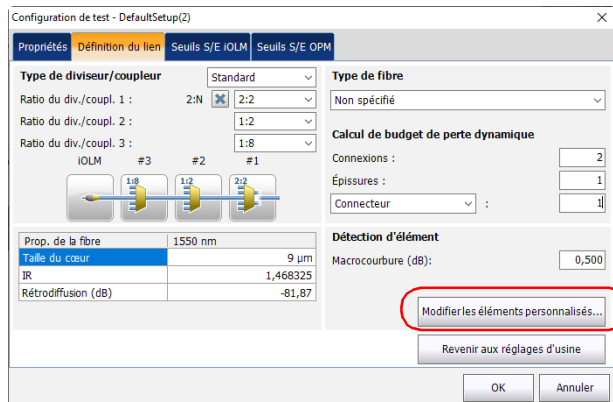 Configuration de test - DefaultSetup(2)
Propriétés Définition du lien Seuils S/E iOLM Seuils S/E OPM
Type de diviseur/coupleur Standard
Ratio du div./coupl. 1 : 2:N 2:2
Ratio du div./coupl. 2 : 1:2
Ratio du div./coupl. 3 : 1:8
iOLM #3 #2 #1
1:8 1:2 2:2
Prop. de la fibre 1550 nm
Taille du cœur 9 µm
IR 1,468325
Rétrodiffusion (dB) -81,87
Type de fibre
Non spécifié
Calcul de budget de perte dynamique
Connexions : 2
Épissures : 1
Connecteur : 1
Détection d'élément
Macrocourbure (dB): 0,500
Modifier les éléments personnalisés...
Revenir aux réglages d'usine
OK Annuler